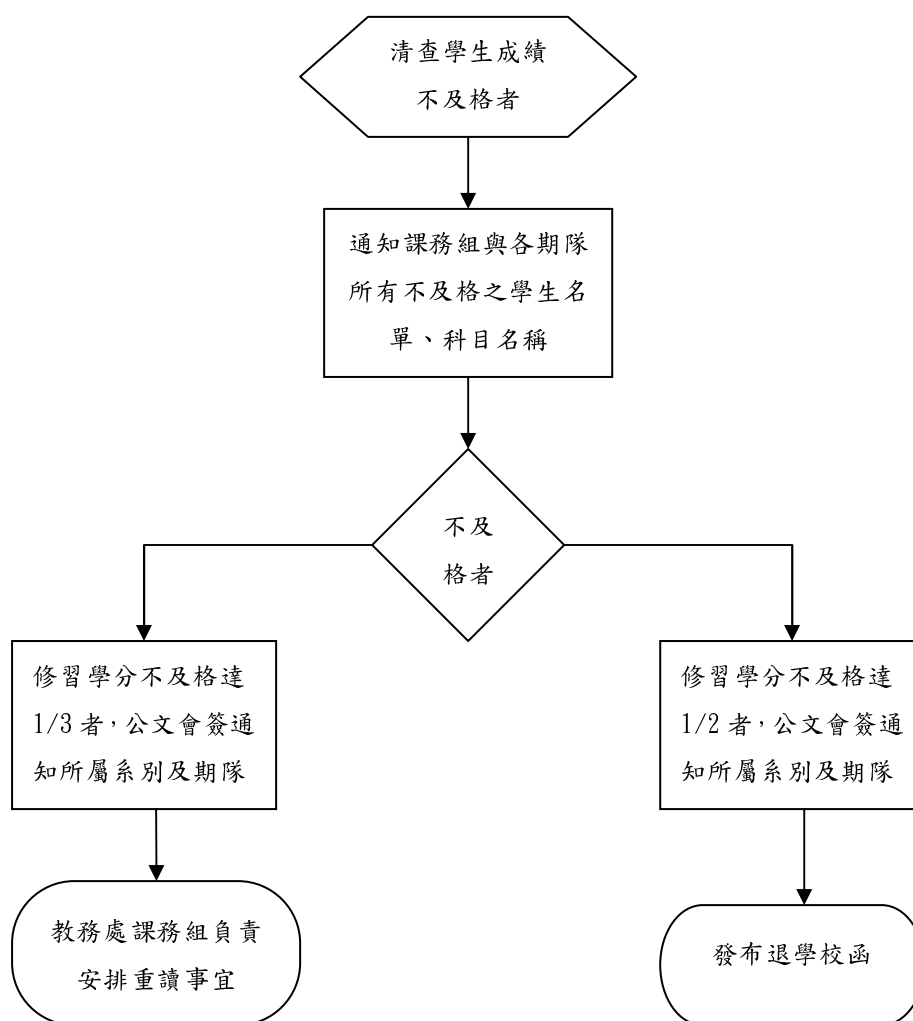 清查學生成績
不及格者
通知課務組與各期隊
所有不及格之學生名
單、科目名稱
不及
格者
修習學分不及格達
1/3者，公文會簽通
知所屬系別及期隊
修習學分不及格達
1/2者，公文會簽通
知所屬系別及期隊
教務處課務組負責
安排重讀事宜
發布退學校函